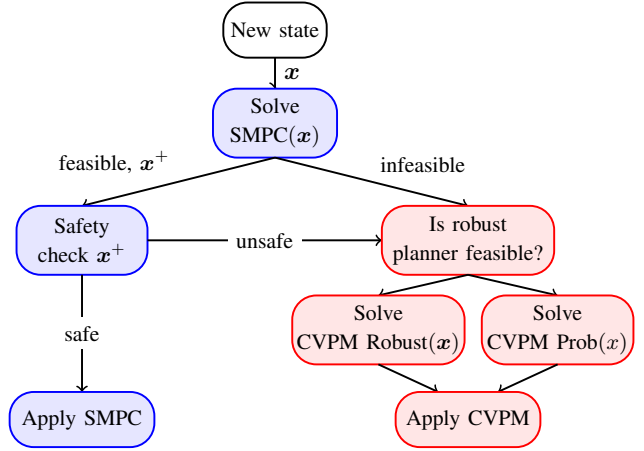 New state
x
Solve
SMPC(x)
feasible, x⁺
infeasible
Safety
check x⁺
unsafe
Is robust
planner feasible?
safe
Solve
CVPM Robust(x)
Solve
CVPM Prob(x)
Apply SMPC
Apply CVPM